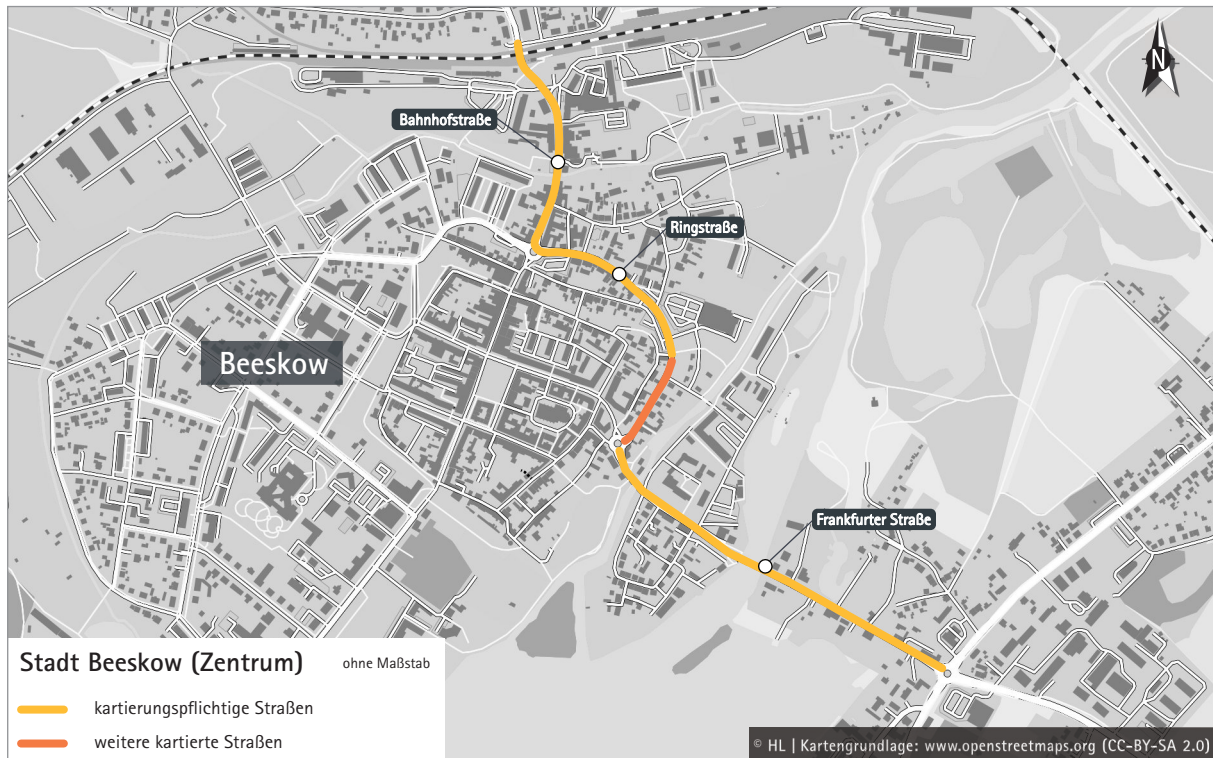 N
Bahnhofstraße
Ringstraße
Beeskow
Frankfurter Straße
Stadt Beeskow (Zentrum) ohne Maßstab
kartierungspflichtige Straßen
weitere kartierte Straßen
© HL | Kartengrundlage: www.openstreetmaps.org (CC-BY-SA 2.0)